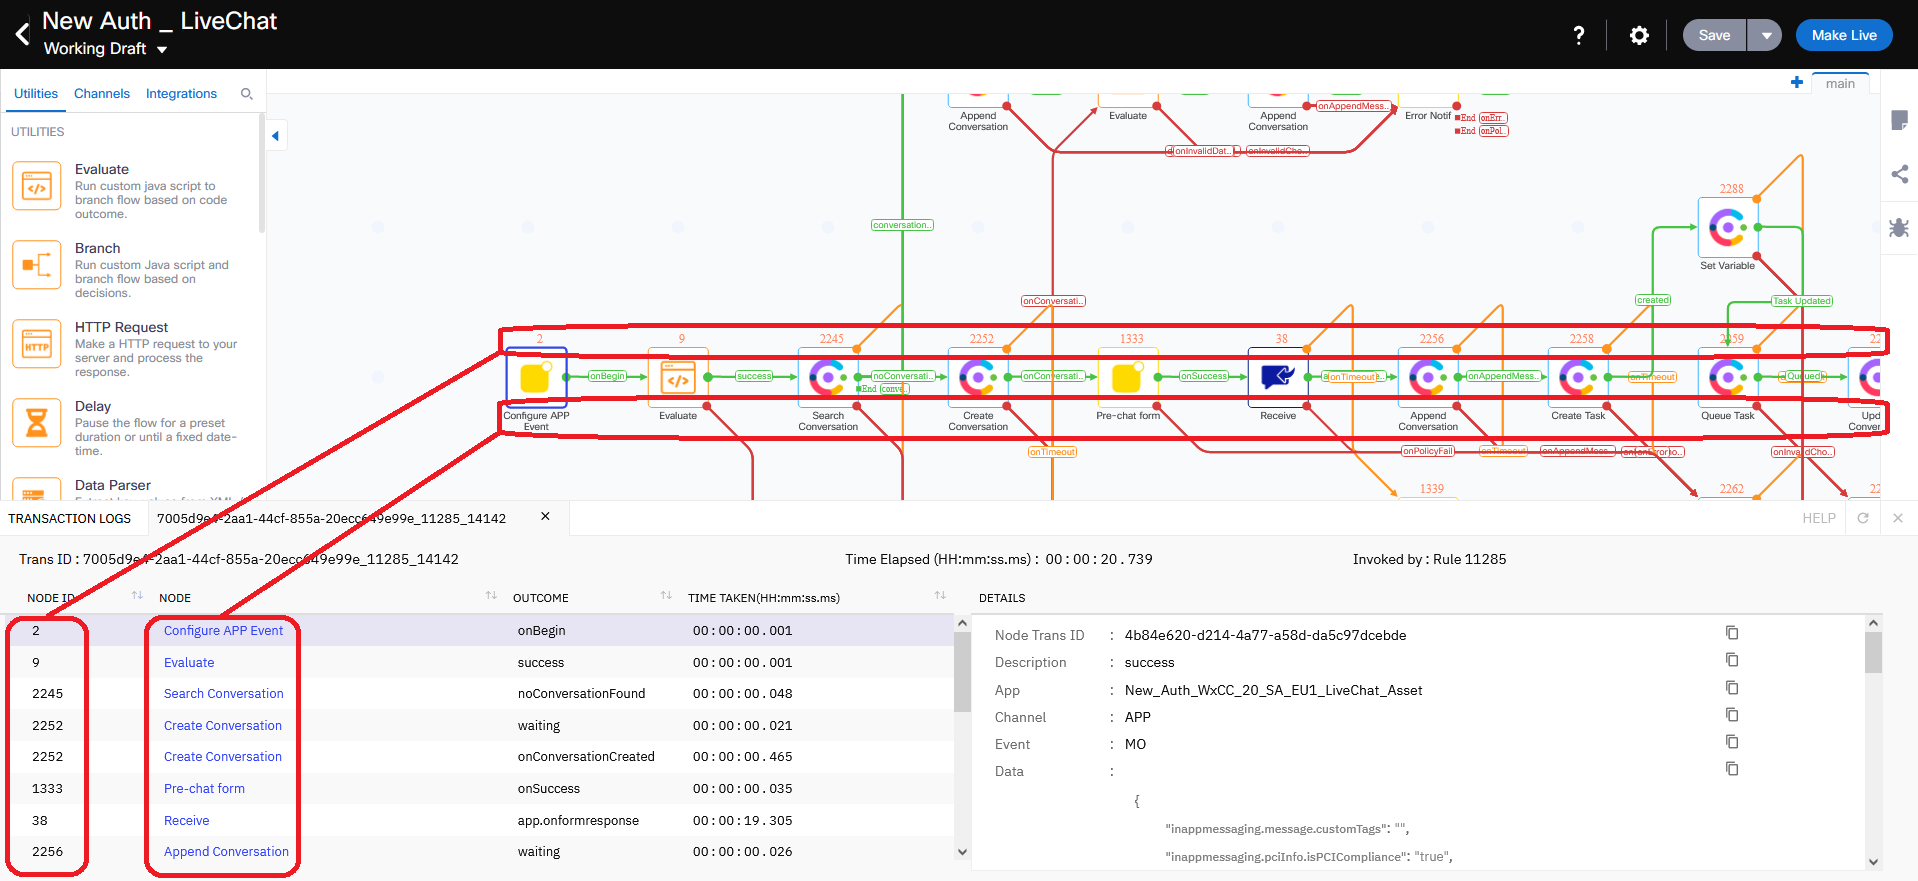 New Auth _ LiveChat
Working Draft
?
Save
Make Live
Utilities
Channels
Integrations
main
UTILITIES
Evaluate
Run custom java script to
branch flow based on code
outcome.
Branch
Run custom Java script and
branch flow based on
decisions.
HTTP Request
Make a HTTP request to your
server and process the
response.
HTTP
Delay
Pause the flow for a preset
duration or until a fixed date-
time.
Data Parser
Append
Conversation
Evaluate
Append
Conversation
onAppendMess..
Error Notif
End onErr..
End onPol..
onInvalidDat..
onInvalidCho..
conversation..
2288
Set Variable
onConversati..
created
Task Updated
2
9
2245
2252
1333
38
2256
2258
onBegin
success
noConversati..
End conve..
onConversati..
onSuccess
onTimeout
onAppendMess..
onTimeout
Queued
Configure APP
Event
Evaluate
Search
Conversation
Create
Conversation
Pre-chat form
Receive
Append
Conversation
Create Task
Queue Task
onTimeout
onPolicyFail
onTimeout
onAppendMess..
onInvalidCho..
1339
2262
TRANSACTION LOGS
7005d9e4-2aa1-44cf-855a-20ecc649e99e_11285_14142
HELP
Trans ID : 7005d9e4-2aa1-44cf-855a-20ecc649e99e_11285_14142
Time Elapsed (HH:mm:ss.ms) : 00:00:20.739
Invoked by : Rule 11285
NODE ID
NODE
OUTCOME
TIME TAKEN(HH:mm:ss.ms)
DETAILS
2 Configure APP Event onBegin 00:00:00.001
9 Evaluate success 00:00:00.001
2245 Search Conversation noConversationFound 00:00:00.048
2252 Create Conversation waiting 00:00:00.021
2252 Create Conversation onConversationCreated 00:00:00.465
1333 Pre-chat form onSuccess 00:00:00.035
38 Receive app.onformresponse 00:00:19.305
2256 Append Conversation waiting 00:00:00.026
Node Trans ID : 4b84e620-d214-4a77-a58d-da5c97dcebde
Description : success
App : New_Auth_WxCC_20_SA_EU1_LiveChat_Asset
Channel : APP
Event : MO
Data :
{
"inappmessaging.message.customTags": "",
"inappmessaging.pciInfo.isPCICompliance": "true",